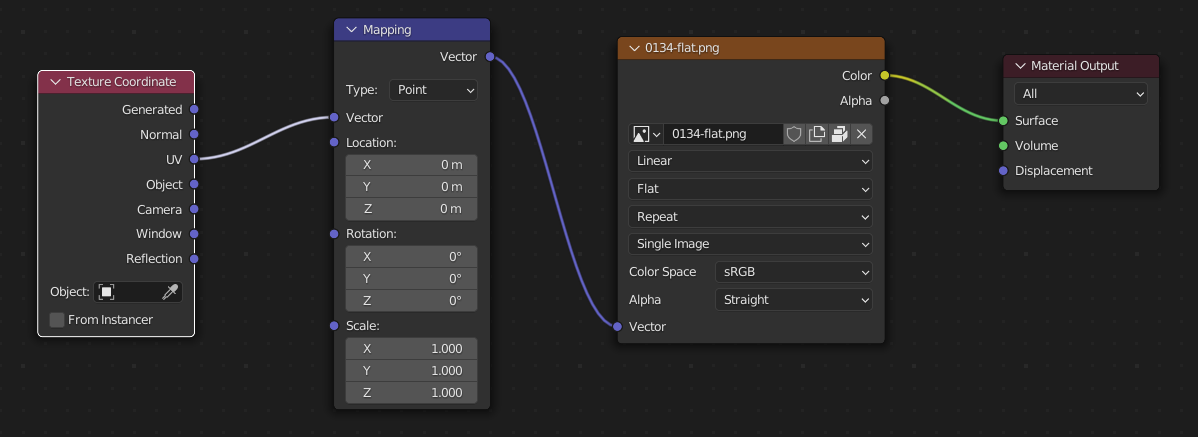 Texture Coordinate
Generated
Normal
UV
Object
Camera
Window
Reflection
Object:
From Instancer
Mapping
Vector
Type: Point
Vector
Location:
X 0 m
Y 0 m
Z 0 m
Rotation:
X 0°
Y 0°
Z 0°
Scale:
X 1.000
Y 1.000
Z 1.000
0134-flat.png
Color
Alpha
0134-flat.png
Linear
Flat
Repeat
Single Image
Color Space sRGB
Alpha Straight
Vector
Material Output
All
Surface
Volume
Displacement